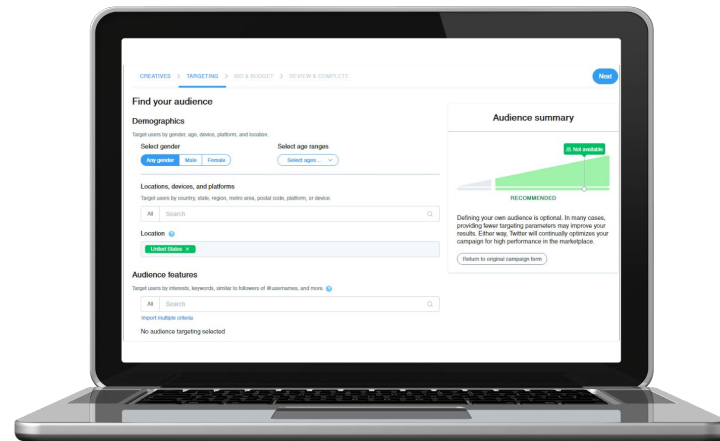 CREATIVES > TARGETING > BID & BUDGET > REVIEW & COMPLETE
Next
Find your audience
Demographics
Target users by gender, age, device, platform, and location.
Select gender
Select age ranges
Any gender Male Female
Select ages...
Locations, devices, and platforms
Target users by country, state, region, metro area, postal code, platform, or device.
All Search
Location ?
United States ×
Audience features
Target users by interests, keywords, similar to followers of @usernames, and more. ?
All Search
Import multiple criteria
No audience targeting selected
Audience summary
Not available
RECOMMENDED
Defining your own audience is optional. In many cases,
providing fewer targeting parameters may improve your
results. Either way, Twitter will continually optimizes your
campaign for high performance in the marketplace.
Return to original campaign form